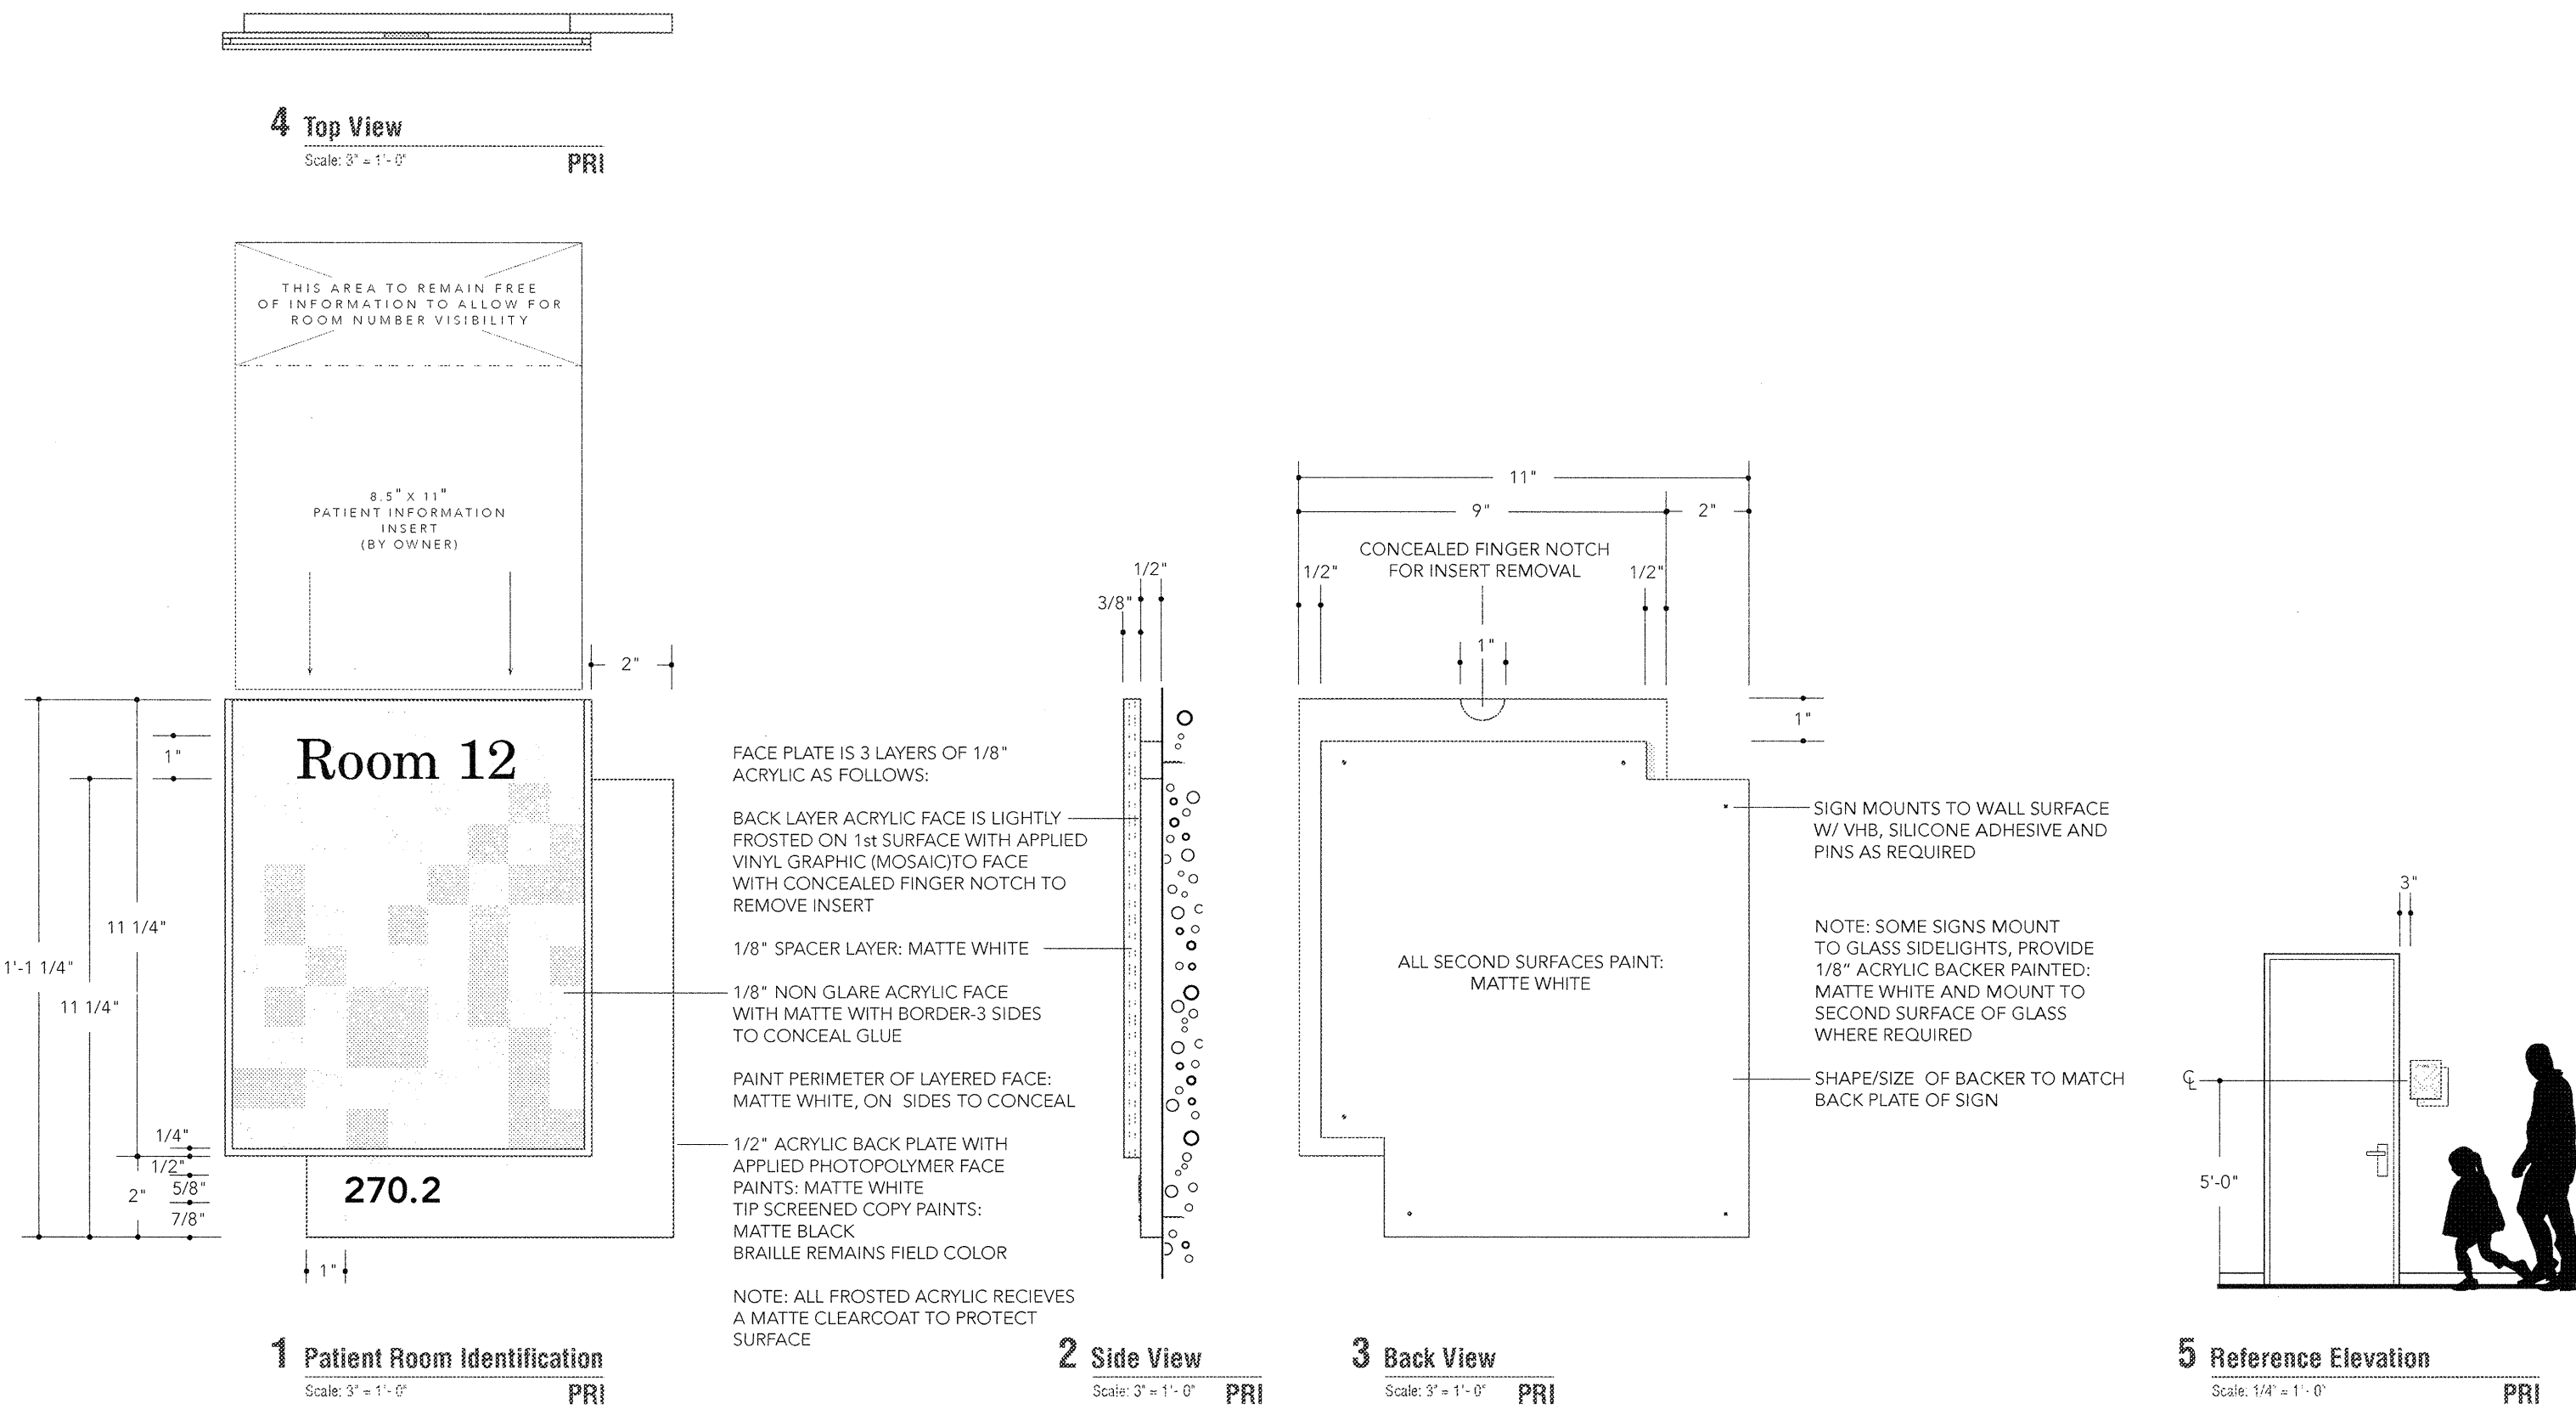 4 Top View
Scale: 3" = 1'- 0" PRI
THIS AREA TO REMAIN FREE
OF INFORMATION TO ALLOW FOR
ROOM NUMBER VISIBILITY
8.5" X 11"
PATIENT INFORMATION
INSERT
(BY OWNER)
2"
1"
11 1/4"
1'-1 1/4"
11 1/4"
1/4"
1/2"
2"
5/8"
7/8"
1"
Room 12
270.2
FACE PLATE IS 3 LAYERS OF 1/8"
ACRYLIC AS FOLLOWS:
BACK LAYER ACRYLIC FACE IS LIGHTLY
FROSTED ON 1st SURFACE WITH APPLIED
VINYL GRAPHIC (MOSAIC)TO FACE
WITH CONCEALED FINGER NOTCH TO
REMOVE INSERT
1/8" SPACER LAYER: MATTE WHITE
1/8" NON GLARE ACRYLIC FACE
WITH MATTE WITH BORDER-3 SIDES
TO CONCEAL GLUE
PAINT PERIMETER OF LAYERED FACE:
MATTE WHITE, ON SIDES TO CONCEAL
1/2" ACRYLIC BACK PLATE WITH
APPLIED PHOTOPOLYMER FACE
PAINTS: MATTE WHITE
TIP SCREENED COPY PAINTS:
MATTE BLACK
BRAILLE REMAINS FIELD COLOR
NOTE: ALL FROSTED ACRYLIC RECIEVES
A MATTE CLEARCOAT TO PROTECT
SURFACE
1 Patient Room Identification
Scale: 3" = 1'- 0" PRI
1/2"
3/8"
2 Side View
Scale: 3" = 1'- 0" PRI
11"
9" 2"
CONCEALED FINGER NOTCH
FOR INSERT REMOVAL
1/2" 1/2"
1"
1"
ALL SECOND SURFACES PAINT:
MATTE WHITE
SIGN MOUNTS TO WALL SURFACE
W/ VHB, SILICONE ADHESIVE AND
PINS AS REQUIRED
NOTE: SOME SIGNS MOUNT
TO GLASS SIDELIGHTS, PROVIDE
1/8" ACRYLIC BACKER PAINTED:
MATTE WHITE AND MOUNT TO
SECOND SURFACE OF GLASS
WHERE REQUIRED
SHAPE/SIZE OF BACKER TO MATCH
BACK PLATE OF SIGN
3 Back View
Scale: 3" = 1'- 0" PRI
3"
℄
5'-0"
5 Reference Elevation
Scale: 1/4" = 1'- 0" PRI